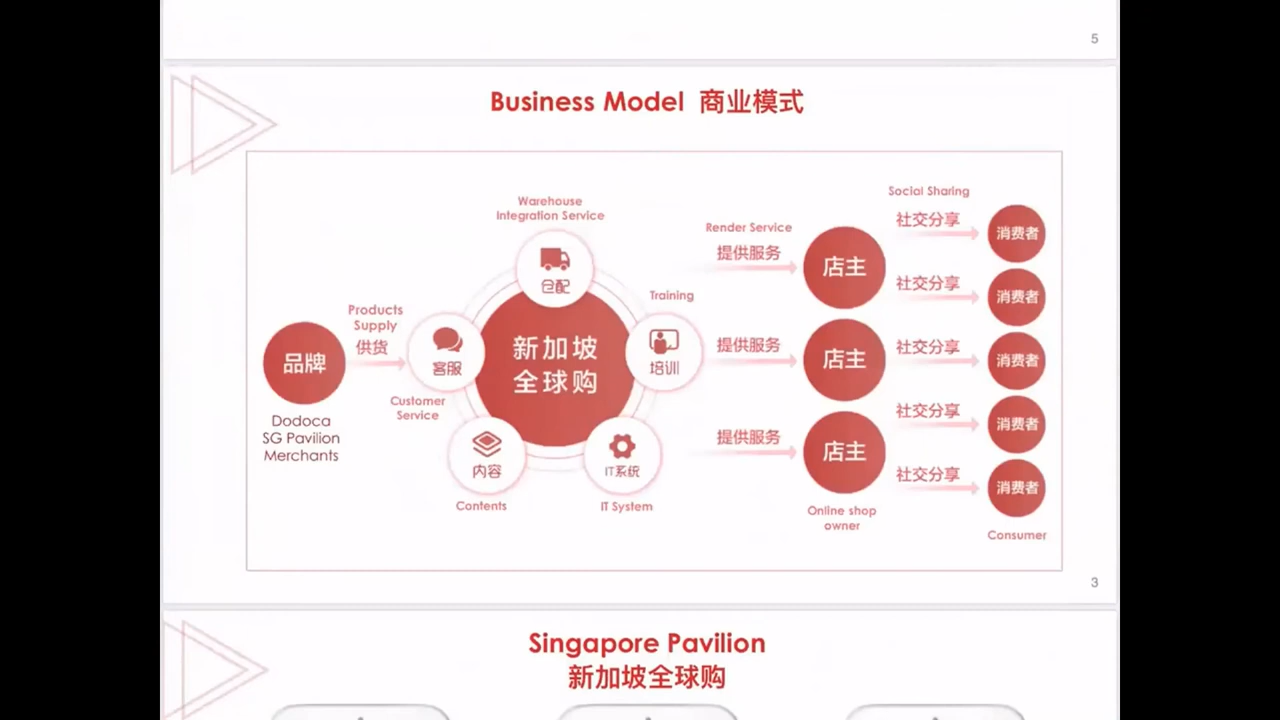 5
Business Model 商业模式
Warehouse
Integration Service
仓配
Products
Supply
供货
品牌
Dodoca
SG Pavilion
Merchants
客服
Customer
Service
新加坡
全球购
Training
培训
内容
Contents
IT系统
IT System
Render Service
提供服务
提供服务
提供服务
店主
店主
店主
Online shop
owner
Social Sharing
社交分享
社交分享
社交分享
社交分享
社交分享
消费者
消费者
消费者
消费者
消费者
Consumer
3
Singapore Pavilion
新加坡全球购